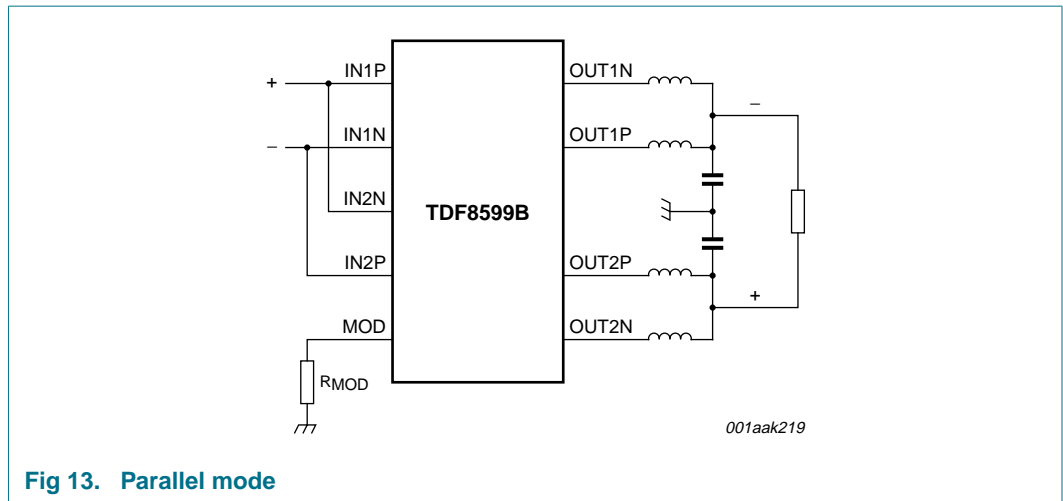 +
IN1P
OUT1N
−
−
IN1N
OUT1P
IN2N
TDF8599B
IN2P
OUT2P
+
MOD
OUT2N
RMOD
001aak219
Fig 13. Parallel mode